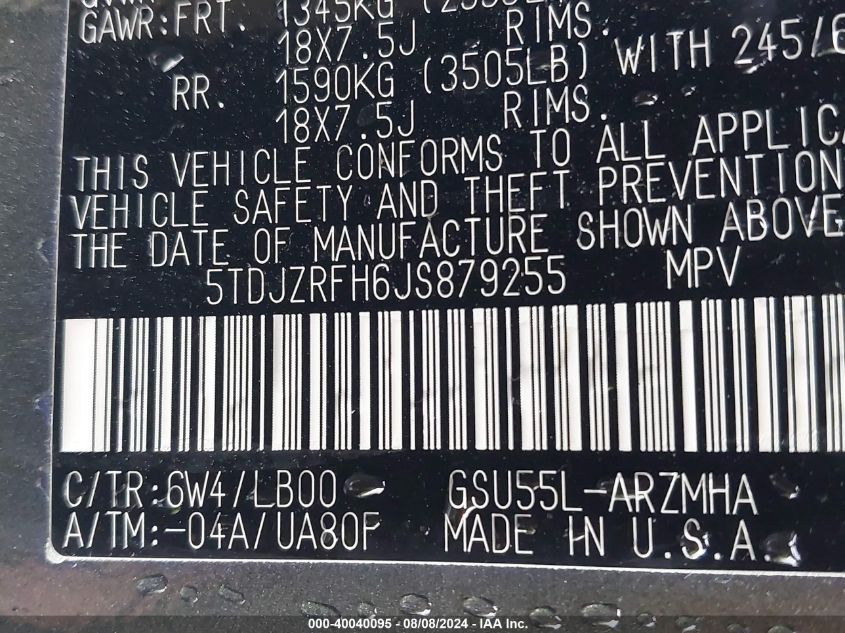 GAWR:FRT. 1345KG
18X7.5J RIMS.
RR. 1590KG (3505LB) WITH 245/6
18X7.5J RIMS.
THIS VEHICLE CONFORMS TO ALL APPLICA
VEHICLE SAFETY AND THEFT PREVENTION
THE DATE OF MANUFACTURE SHOWN ABOVE
5TDJZRFH6JS879255 MPV
C/TR:6W4/LB00 GSU55L-ARZMHA
A/TM:-04A/UA80F MADE IN U.S.A.
000-40040095 - 08/08/2024 - IAA Inc.